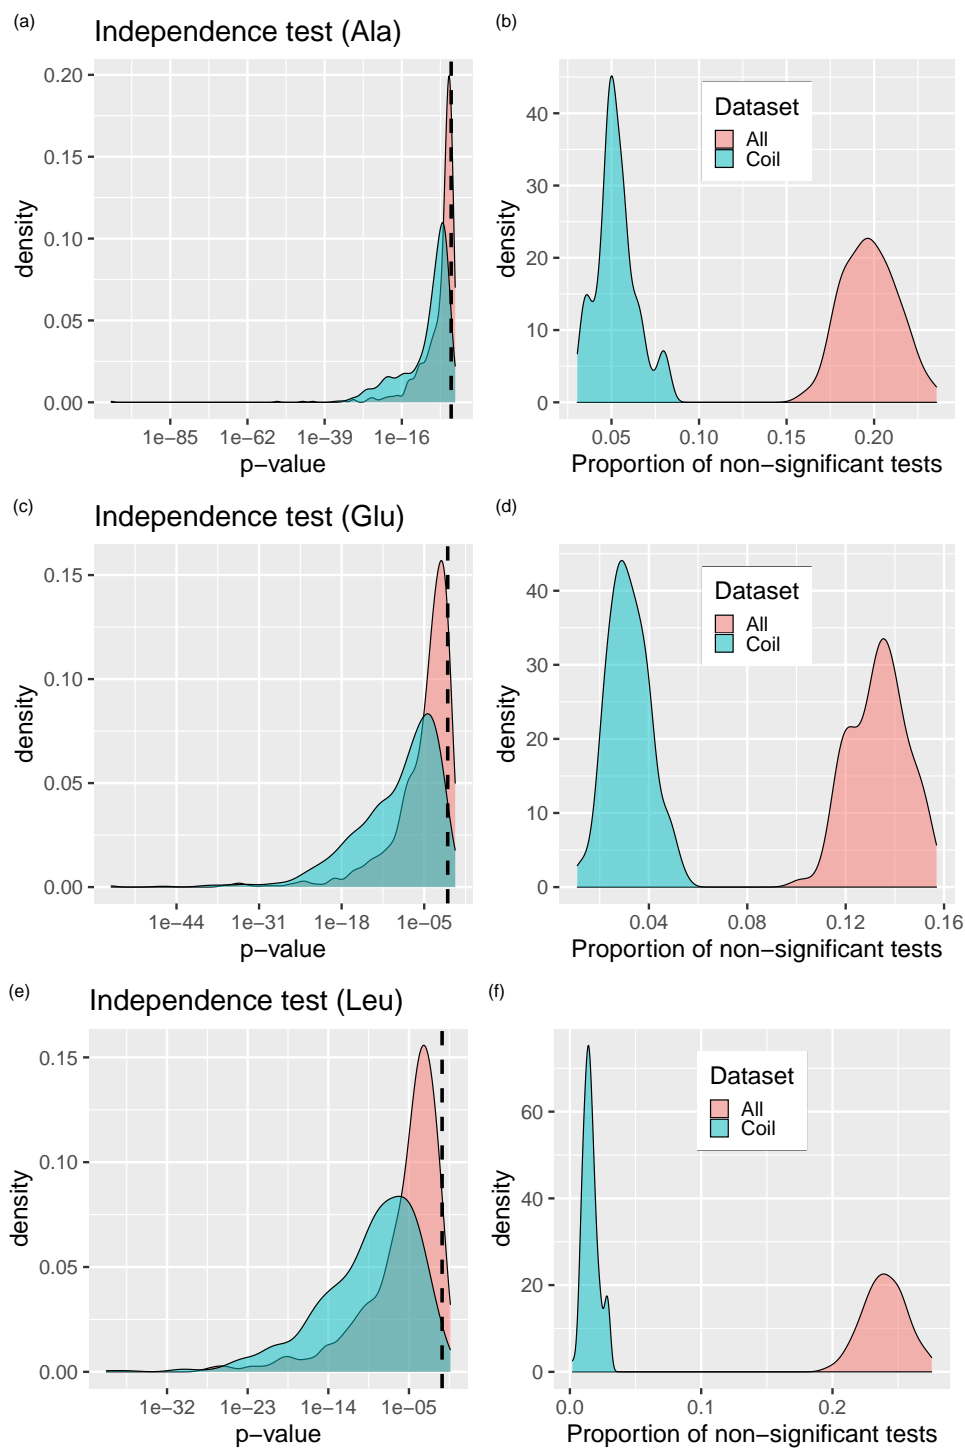 (a)
Independence test (Ala)
density
0.20
0.15
0.10
0.05
0.00
1e−85 1e−62 1e−39 1e−16
p−value
(b)
density
40
30
20
10
0
Dataset
All
Coil
0.05 0.10 0.15 0.20
Proportion of non−significant tests
(c)
Independence test (Glu)
density
0.15
0.10
0.05
0.00
1e−44 1e−31 1e−18 1e−05
p−value
(d)
density
40
30
20
10
0
Dataset
All
Coil
0.04 0.08 0.12 0.16
Proportion of non−significant tests
(e)
Independence test (Leu)
density
0.15
0.10
0.05
0.00
1e−32 1e−23 1e−14 1e−05
p−value
(f)
density
60
40
20
0
Dataset
All
Coil
0.0 0.1 0.2
Proportion of non−significant tests